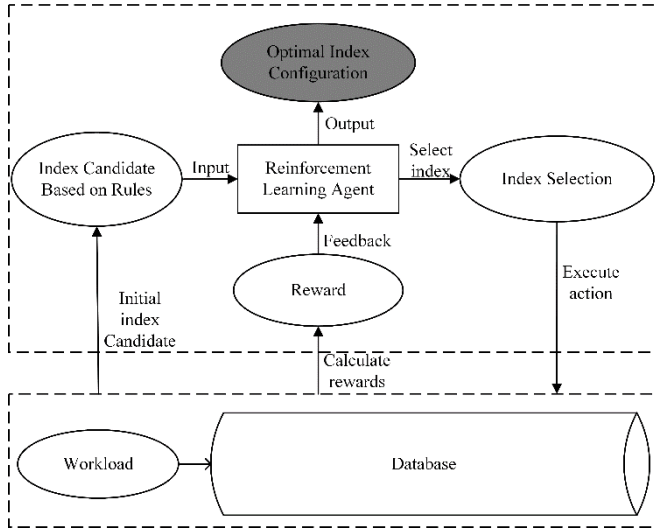 Optimal Index
Configuration
Output
Index Candidate
Based on Rules
Input
Reinforcement
Learning Agent
Select
index
Index Selection
Feedback
Reward
Execute
action
Initial
index
Candidate
Calculate
rewards
Workload
Database